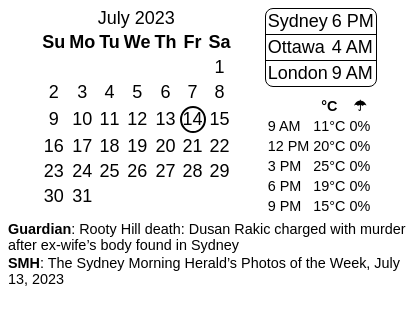 July 2023
Su Mo Tu We Th Fr Sa
1
2 3 4 5 6 7 8
9 10 11 12 13 14 15
16 17 18 19 20 21 22
23 24 25 26 27 28 29
30 31
Sydney 6 PM
Ottawa 4 AM
London 9 AM
°C ☂
9 AM 11°C 0%
12 PM 20°C 0%
3 PM 25°C 0%
6 PM 19°C 0%
9 PM 15°C 0%
Guardian: Rooty Hill death: Dusan Rakic charged with murder
after ex-wife’s body found in Sydney
SMH: The Sydney Morning Herald’s Photos of the Week, July
13, 2023